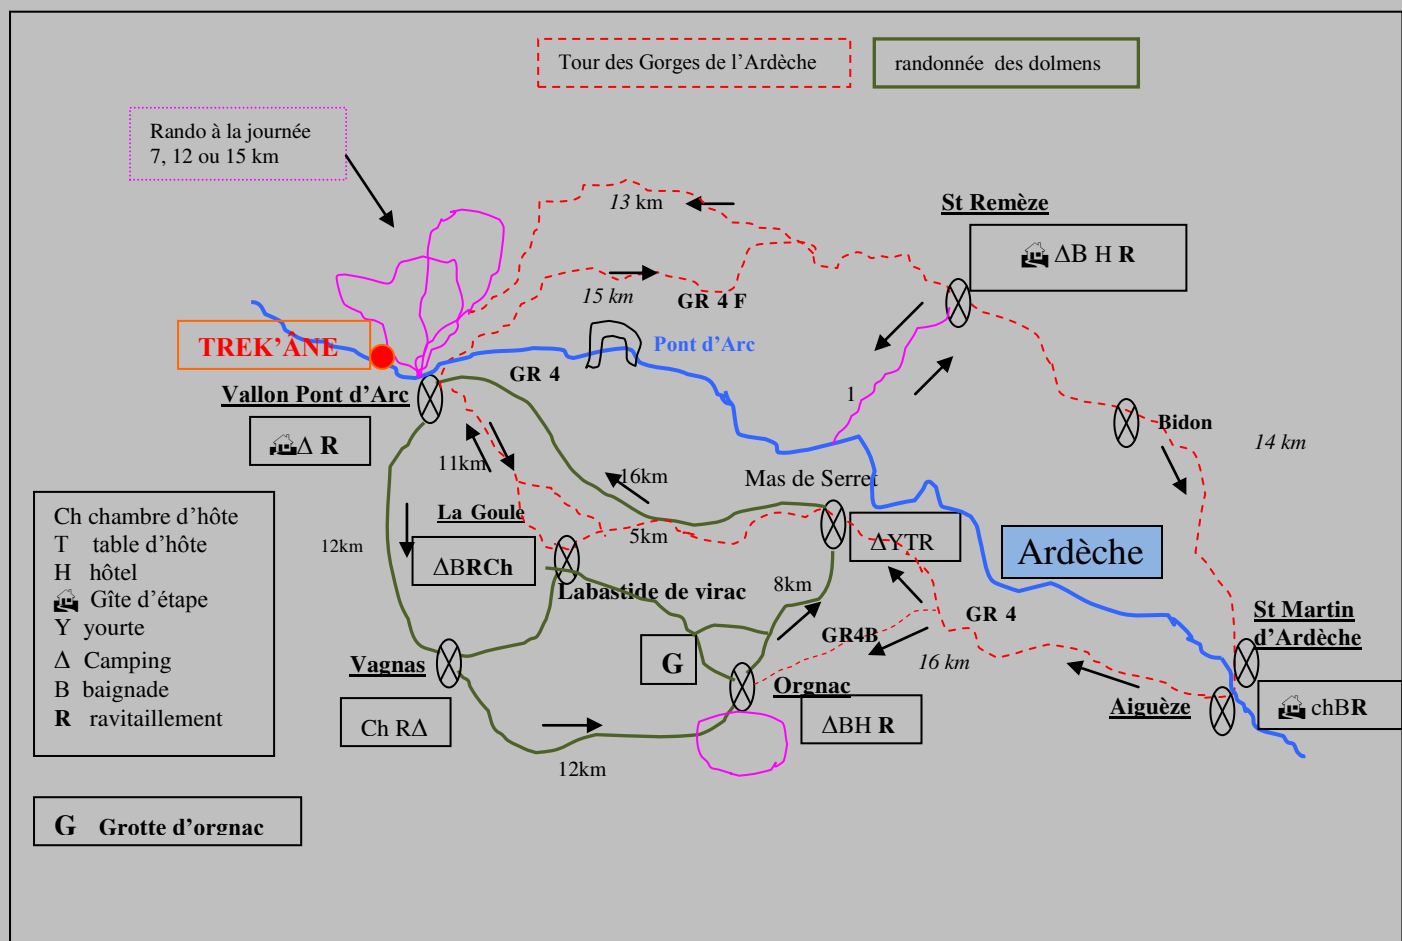 Tour des Gorges de l’Ardèche
randonnée  des dolmens
Rando à la journée
7, 12 ou 15 km
13 km
St Remèze
ΔB H R
15 km
GR 4 F
TREK’ÂNE
Pont d’Arc
GR 4
Vallon Pont d’Arc
Δ R
1
Bidon
14 km
11km
16km
Mas de Serret
La Goule
5km
12km
ΔBRCh
ΔYTR
Ardèche
Labastide de virac
8km
GR4B
GR 4
16 km
St Martin
d’Ardèche
Ch chambre d’hôte
T table d’hôte
H hôtel
Gîte d’étape
Y yourte
Δ Camping
B baignade
R ravitaillement
Vagnas
G
Orgnac
Aiguèze
chBR
Ch RΔ
ΔBH R
12km
G Grotte d’orgnac